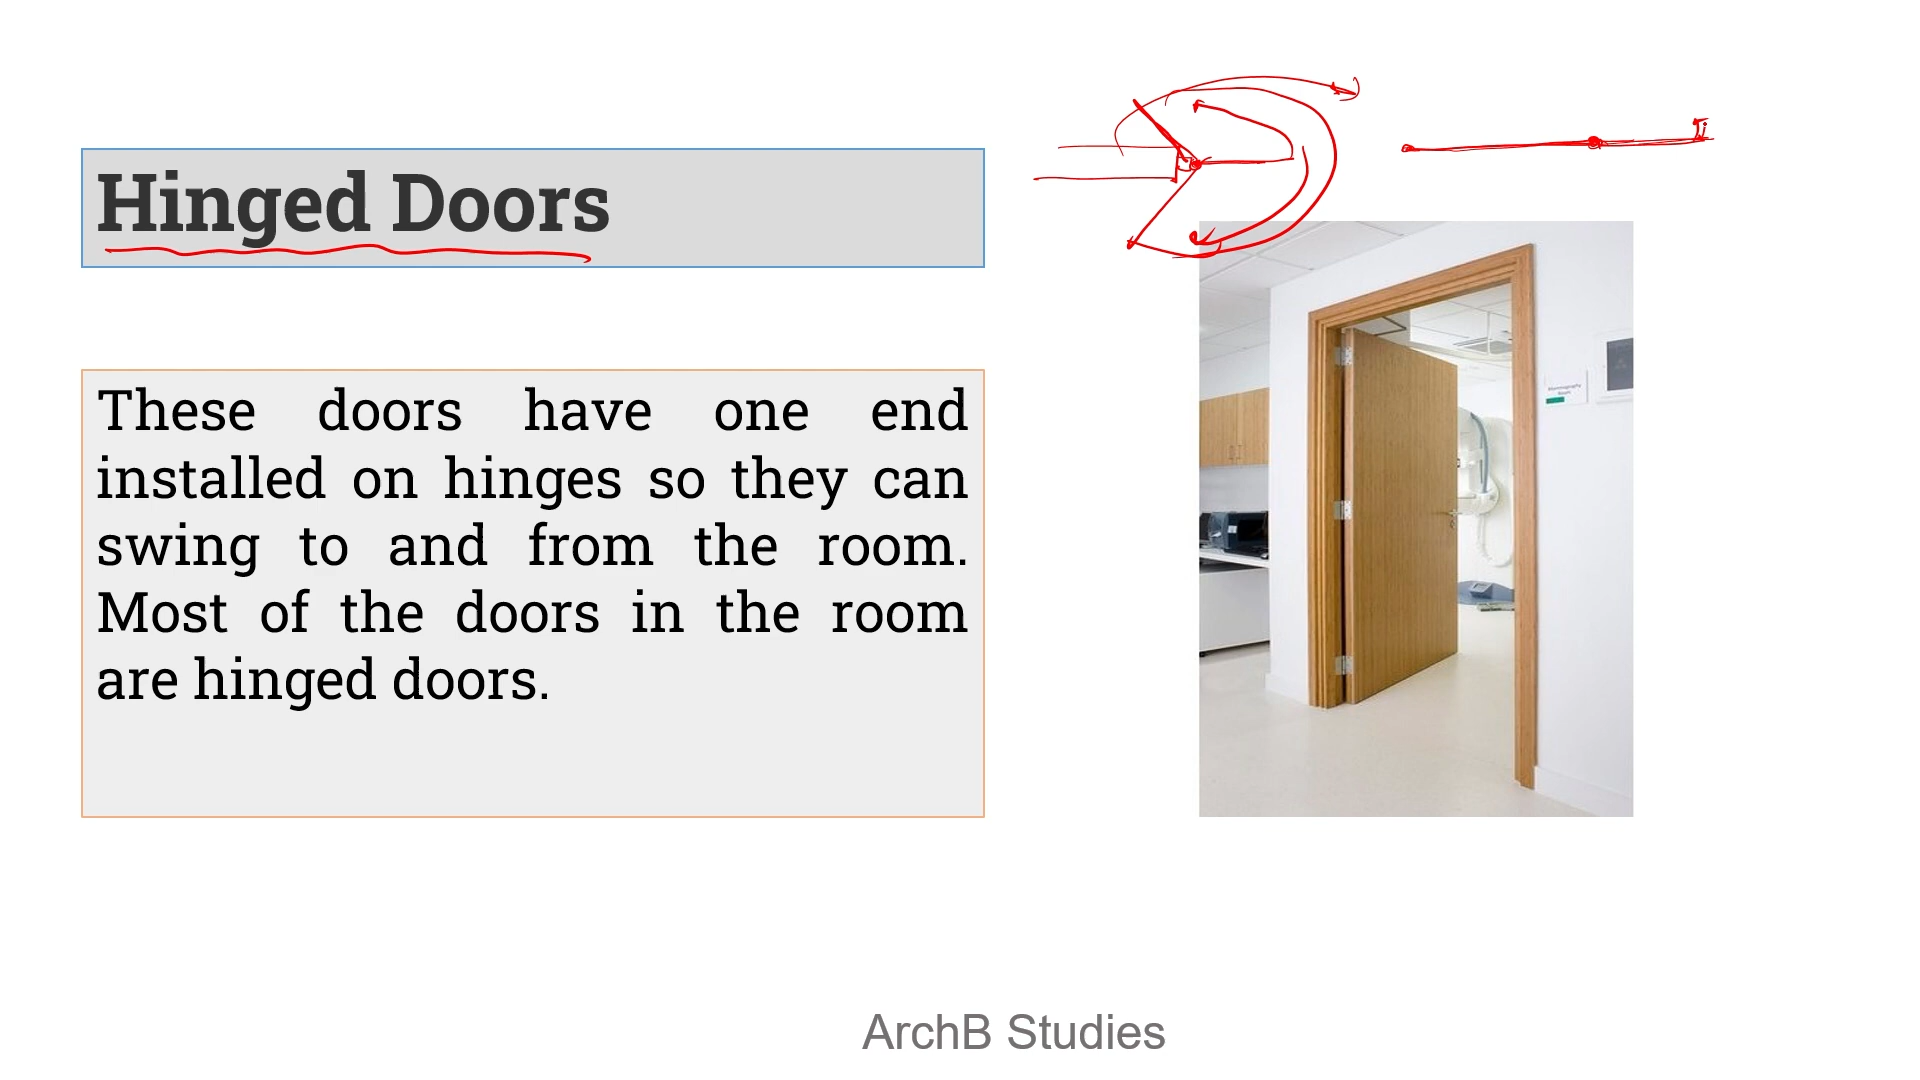 Hinged Doors
These doors have one end
installed on hinges so they can
swing to and from the room.
Most of the doors in the room
are hinged doors.
ArchB Studies